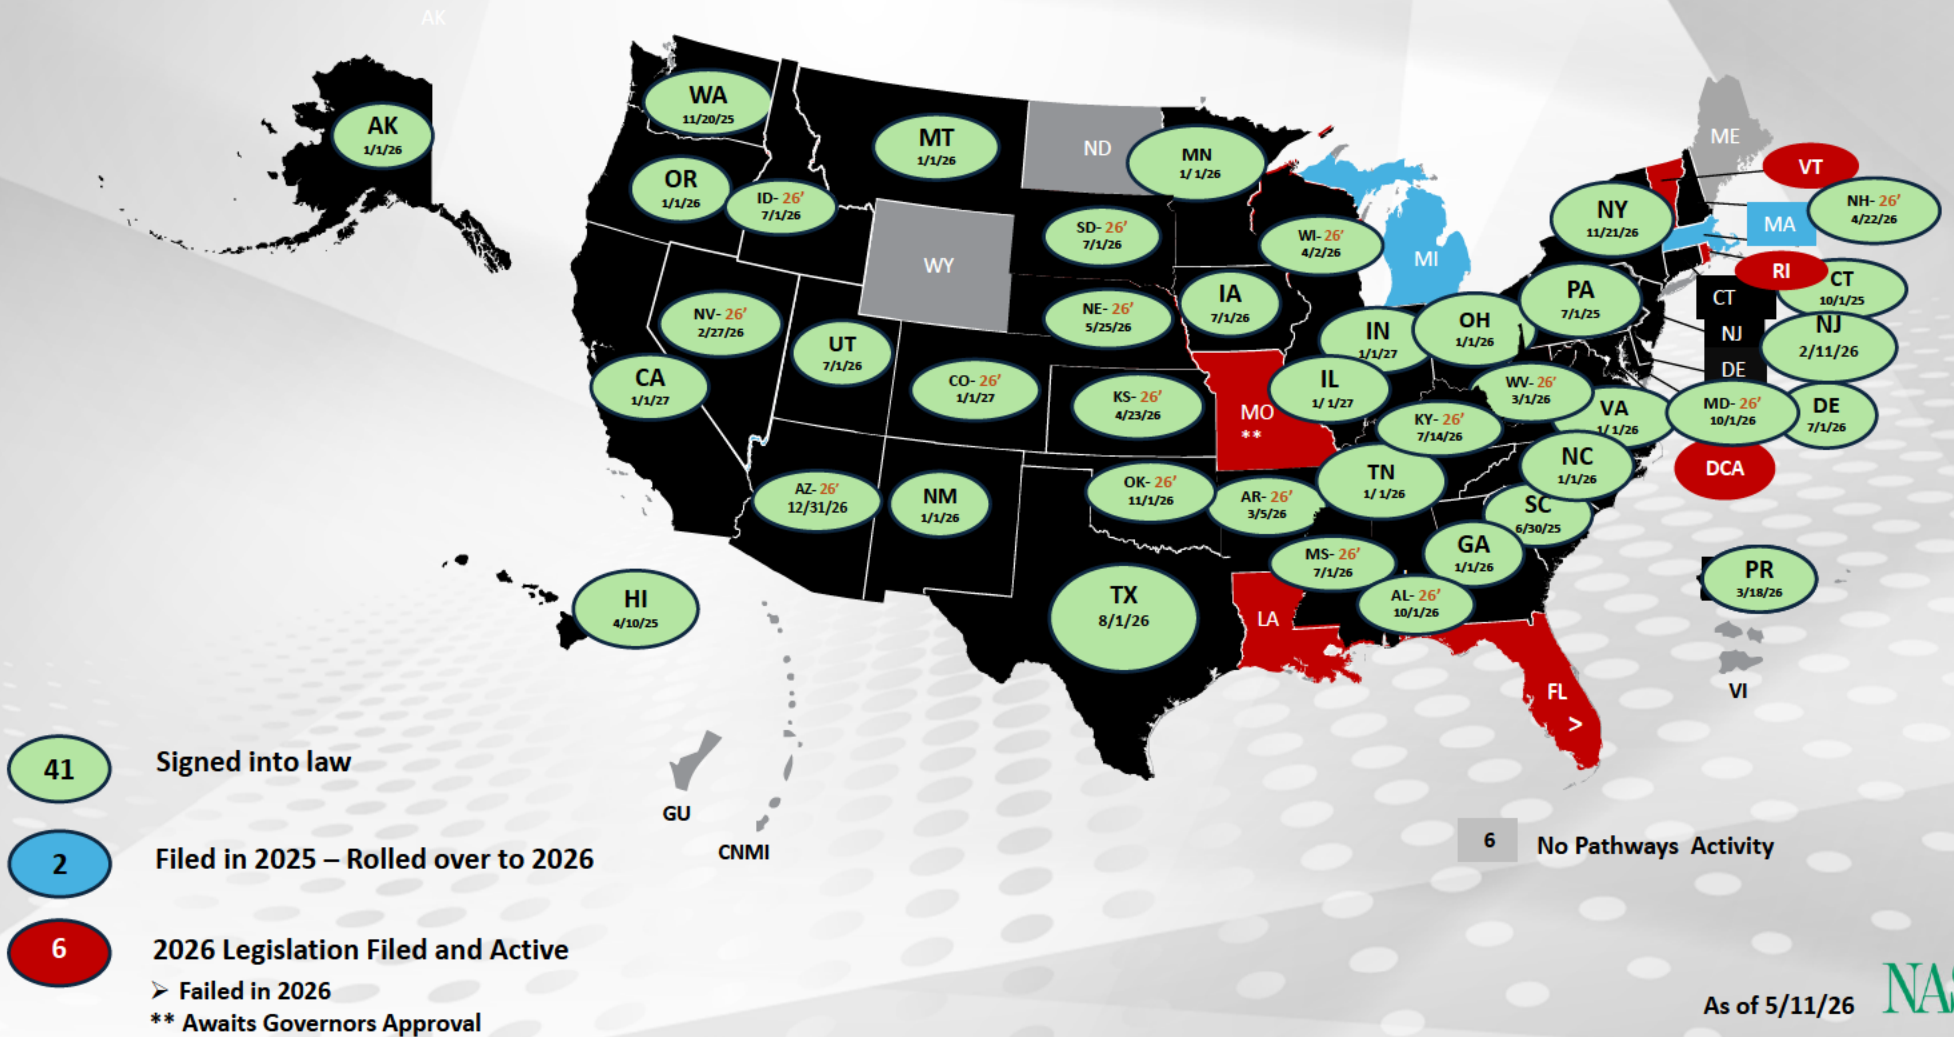 AK
WA
11/20/25
AK
1/1/26
MT
1/1/26
ND
MN
1/ 1/26
ME
VT
OR
1/1/26
ID- 26'
7/1/26
NY
11/21/26
NH- 26'
4/22/26
MA
SD- 26'
7/1/26
WI- 26'
4/2/26
MI
WY
RI
CT
10/1/25
CT
NV- 26'
2/27/26
NE- 26'
5/25/26
IA
7/1/26
PA
7/1/25
IN
1/1/27
OH
1/1/26
NJ
NJ
2/11/26
UT
7/1/26
CA
1/1/27
CO- 26'
1/1/27
KS- 26'
4/23/26
MO
**
IL
1/ 1/27
WV- 26'
3/1/26
DE
KY- 26'
7/14/26
VA
1/ 1/26
MD- 26'
10/1/26
DE
7/1/26
AZ- 26'
12/31/26
NM
1/1/26
OK- 26'
11/1/26
AR- 26'
3/5/26
TN
1/ 1/26
NC
1/1/26
DCA
SC
6/30/25
MS- 26'
7/1/26
GA
1/1/26
PR
3/18/26
HI
4/10/25
TX
8/1/26
AL- 26'
10/1/26
LA
FL
>
VI
GU
CNMI
41 Signed into law
2 Filed in 2025 – Rolled over to 2026
6 2026 Legislation Filed and Active
➢ Failed in 2026
** Awaits Governors Approval
6 No Pathways Activity
As of 5/11/26